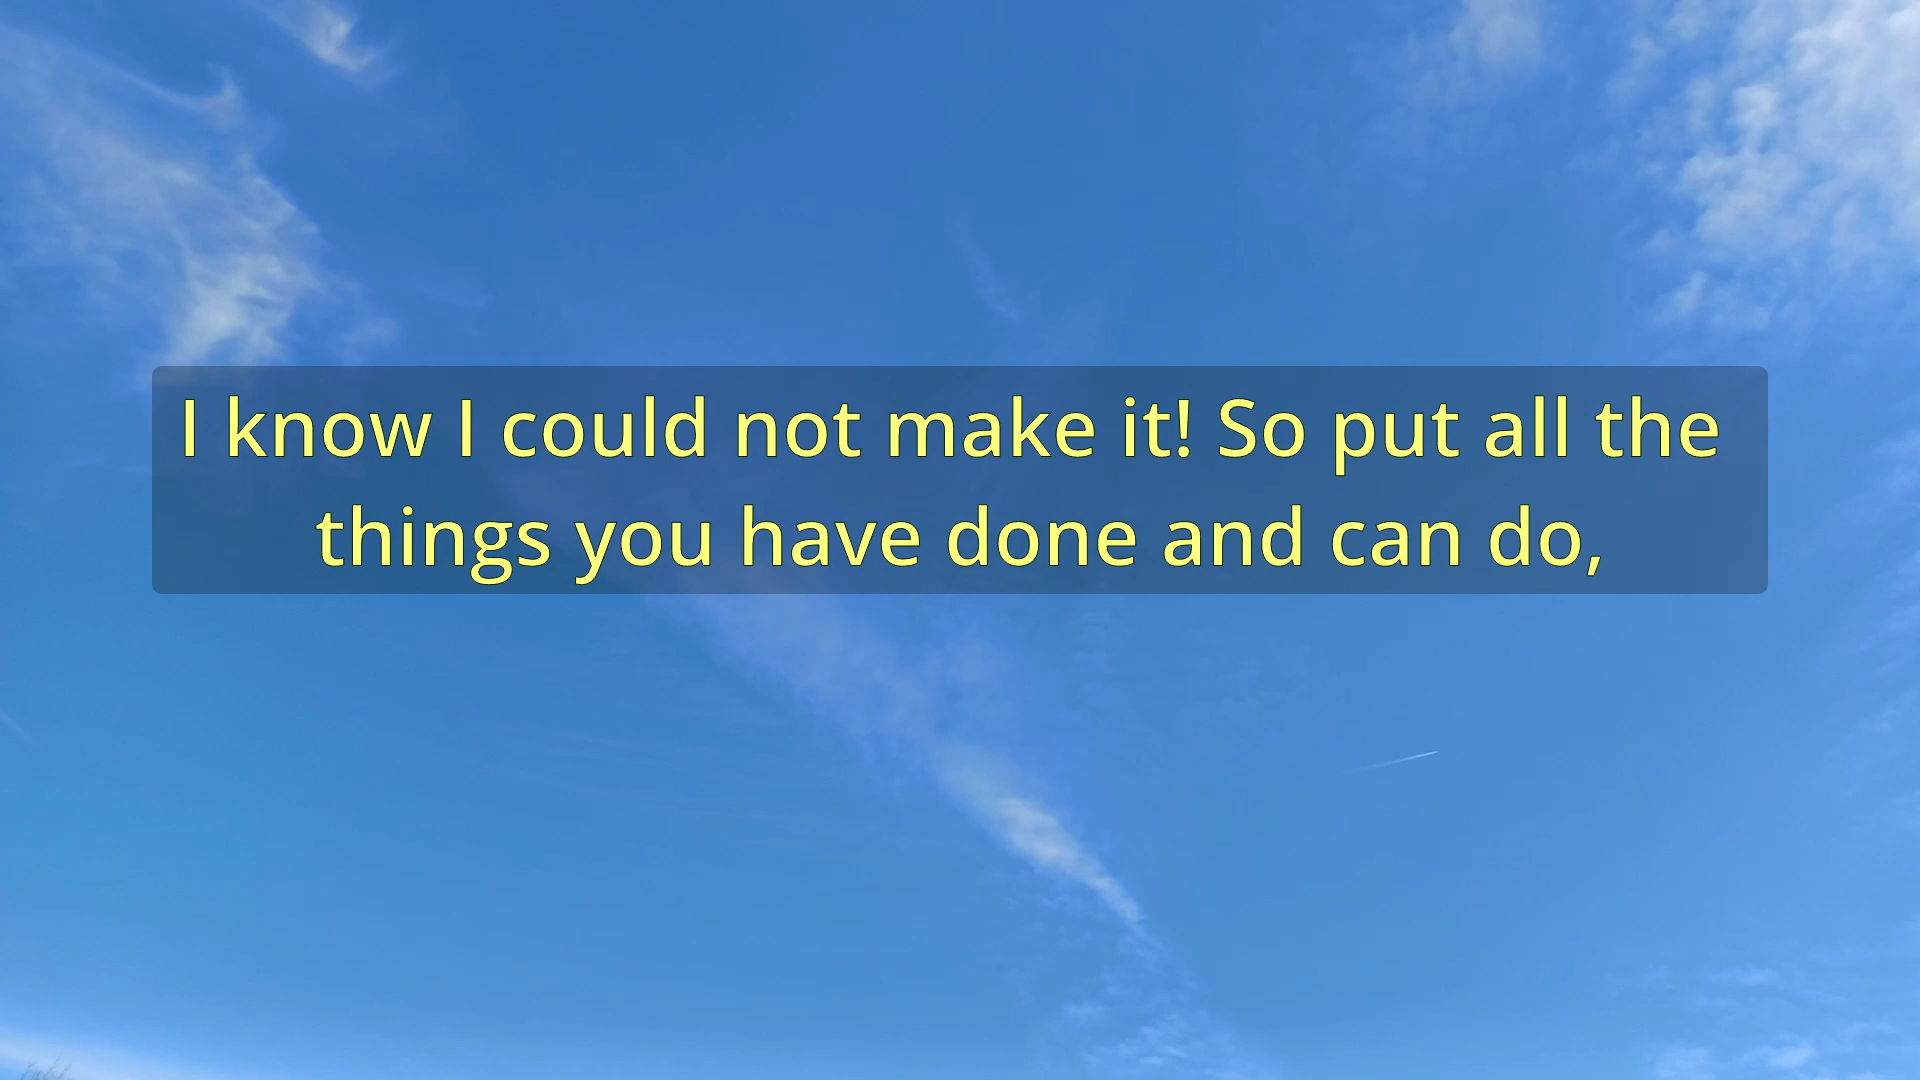 I know I could not make it! So put all the
things you have done and can do,